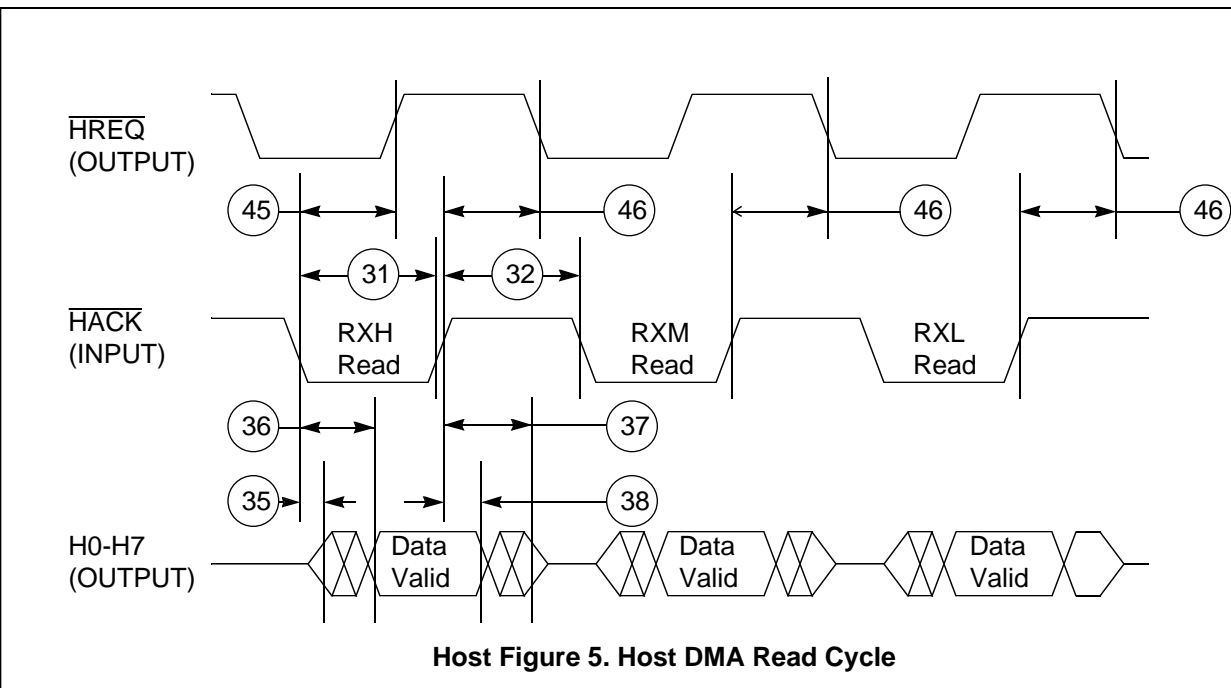 HREQ
(OUTPUT)
45
46
46
46
31
32
HACK
(INPUT)
RXH
Read
RXM
Read
RXL
Read
36
37
35
38
H0-H7
(OUTPUT)
Data
Valid
Data
Valid
Data
Valid
Host Figure 5. Host DMA Read Cycle